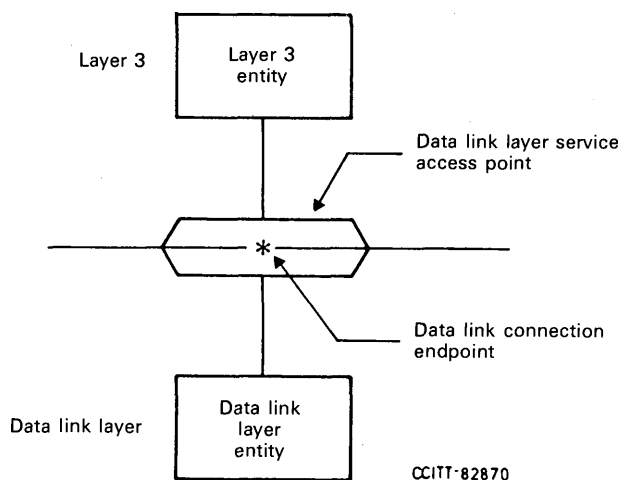 Layer 3
Layer 3
entity
Data link layer service
access point
*
Data link connection
endpoint
Data link layer
Data link
layer
entity
CCITT-82870